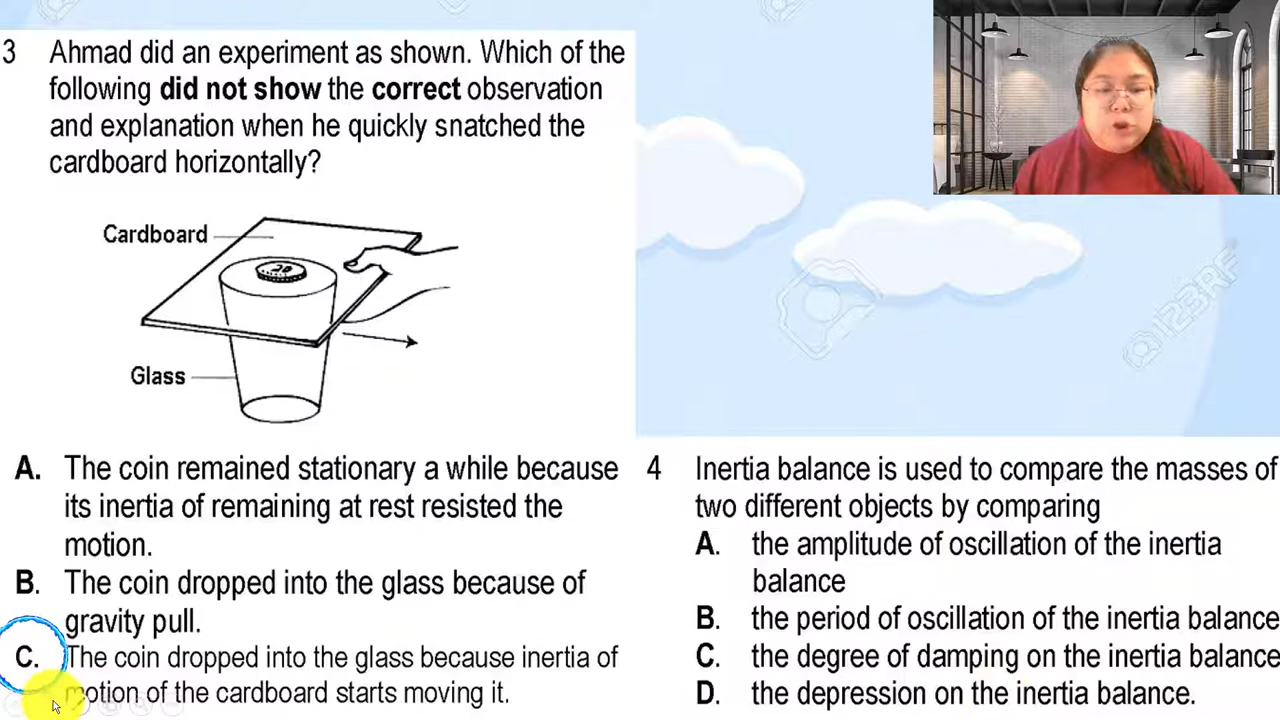 3 Ahmad did an experiment as shown. Which of the
following did not show the correct observation
and explanation when he quickly snatched the
cardboard horizontally?
Cardboard
20
Glass
A. The coin remained stationary a while because
its inertia of remaining at rest resisted the
motion.
B. The coin dropped into the glass because of
gravity pull.
C. The coin dropped into the glass because inertia of
motion of the cardboard starts moving it.
4 Inertia balance is used to compare the masses of
two different objects by comparing
A. the amplitude of oscillation of the inertia
balance
B. the period of oscillation of the inertia balance
C. the degree of damping on the inertia balance
D. the depression on the inertia balance.
123RF